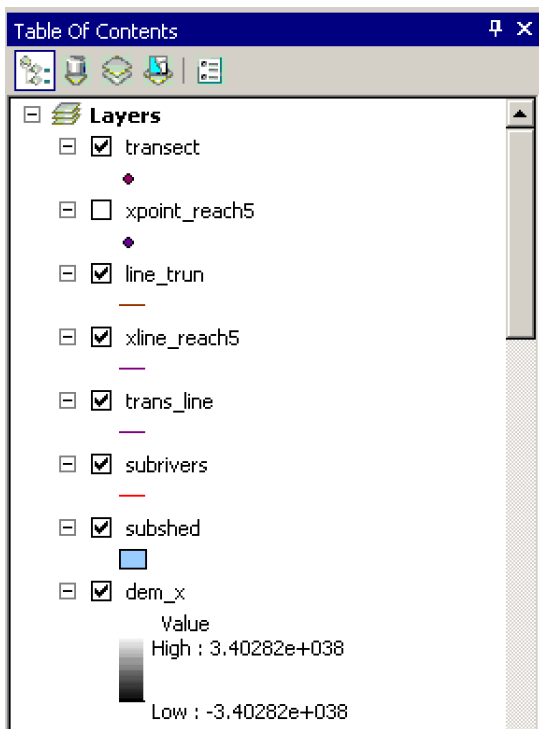 Table Of Contents
Layers
transect
xpoint_reach5
line_trun
xline_reach5
trans_line
subrivers
subshed
dem_x
Value
High : 3.40282e+038
Low : -3.40282e+038